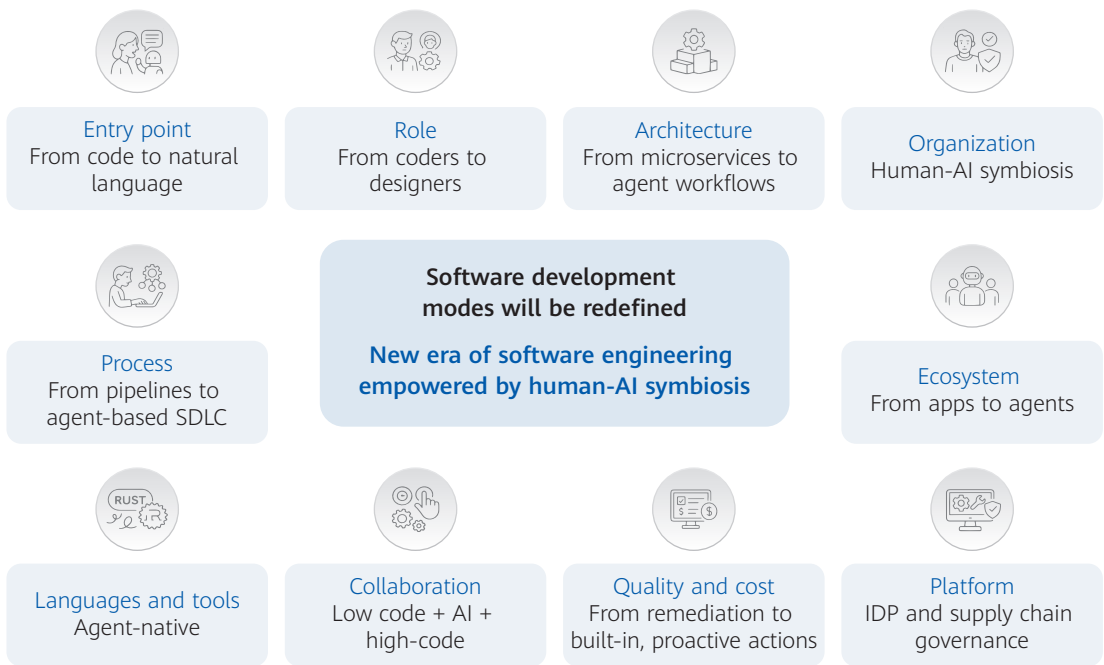 Entry point
From code to natural
language
Role
From coders to
designers
Architecture
From microservices to
agent workflows
Organization
Human-AI symbiosis
Process
From pipelines to
agent-based SDLC
Software development
modes will be redefined
New era of software engineering
empowered by human-AI symbiosis
Ecosystem
From apps to agents
RUST
R
Languages and tools
Agent-native
Collaboration
Low code + AI +
high-code
$
$
Quality and cost
From remediation to
built-in, proactive actions
Platform
IDP and supply chain
governance